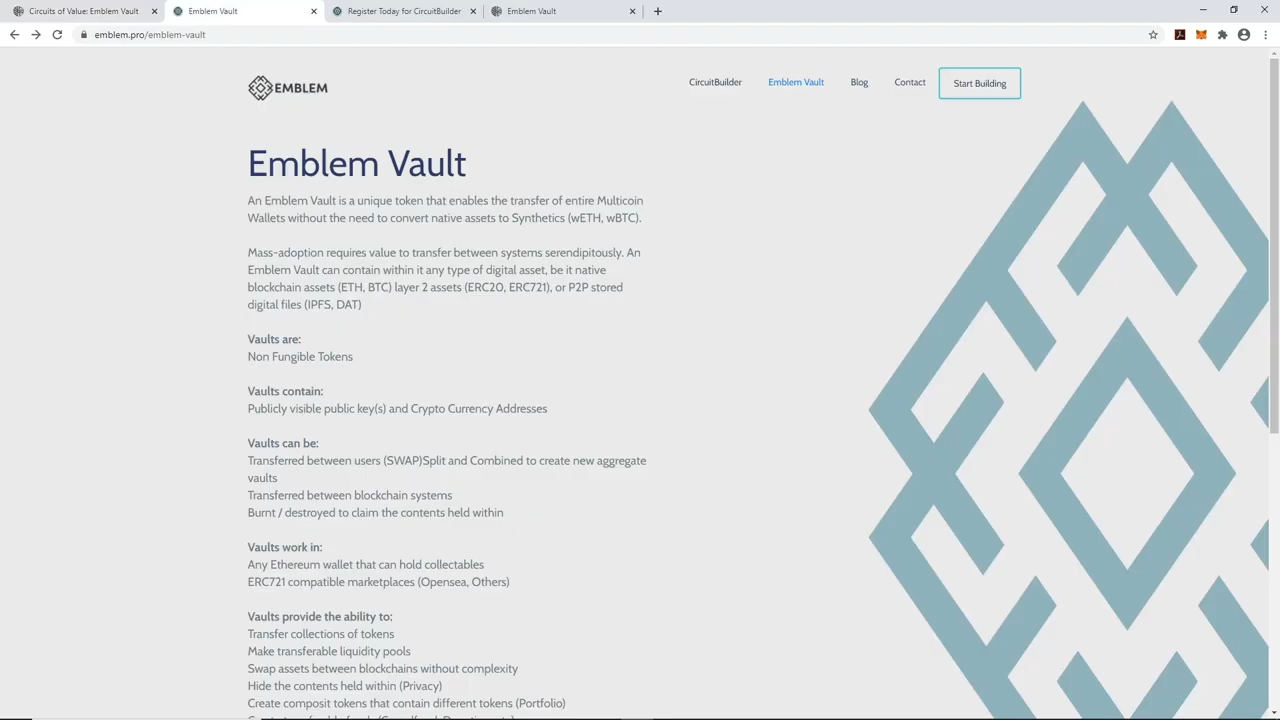 Circuits of Value: Emblem Vault
Emblem Vault
Register Today for CircuitBuilder
Emblem Vault
emblem.pro/emblem-vault
EMBLEM
CircuitBuilder
Emblem Vault
Blog
Contact
Start Building
Emblem Vault
An Emblem Vault is a unique token that enables the transfer of entire Multicoin
Wallets without the need to convert native assets to Synthetics (wETH, wBTC).
Mass-adoption requires value to transfer between systems serendipitously. An
Emblem Vault can contain within it any type of digital asset, be it native
blockchain assets (ETH, BTC) layer 2 assets (ERC20, ERC721), or P2P stored
digital files (IPFS, DAT)
Vaults are:
Non Fungible Tokens
Vaults contain:
Publicly visible public key(s) and Crypto Currency Addresses
Vaults can be:
Transferred between users (SWAP)Split and Combined to create new aggregate
vaults
Transferred between blockchain systems
Burnt / destroyed to claim the contents held within
Vaults work in:
Any Ethereum wallet that can hold collectables
ERC721 compatible marketplaces (Opensea, Others)
Vaults provide the ability to:
Transfer collections of tokens
Make transferable liquidity pools
Swap assets between blockchains without complexity
Hide the contents held within (Privacy)
Create composit tokens that contain different tokens (Portfolio)